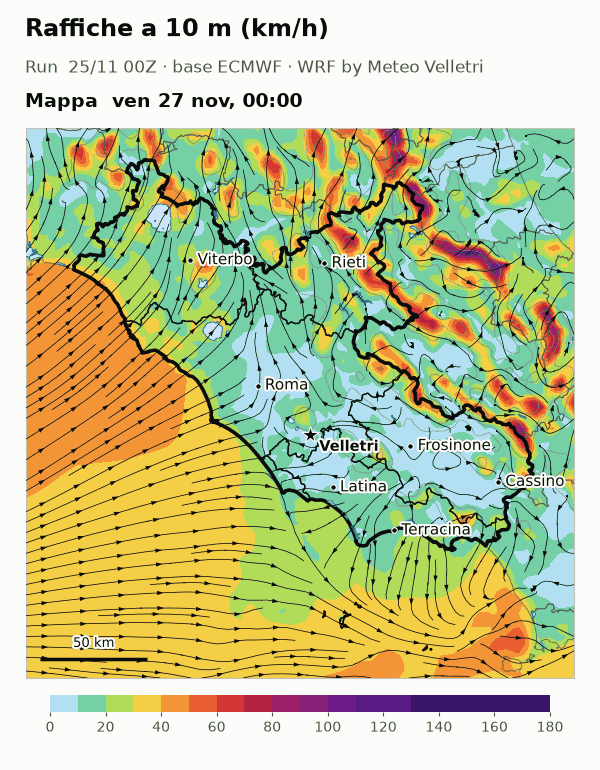 Raffiche a 10 m (km/h)
Run  25/11 00Z · base ECMWF · WRF by Meteo Velletri
Mappa  ven 27 nov, 00:00
Viterbo
Rieti
Roma
Velletri
Frosinone
Latina
Cassino
Terracina
50 km
0 20 40 60 80 100 120 140 160 180